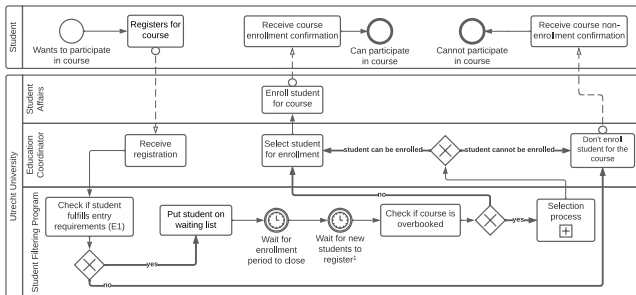 Student
Wants to participate
in course
Registers for
course
Receive course
enrollment confirmation
Can participate
in course
Cannot participate
in course
Receive course non-
enrollment confirmation
Utrecht University
Student
Affairs
Enroll student
for course
Education
Coordinator
Receive
registration
Select student
for enrollment
student can be enrolled
student cannot be enrolled
Don't enroll
student for the
course
Student Filtering Program
Check if student
fulfills entry
requirements (E1)
yes
no
Put student on
waiting list
Wait for
enrollment
period to close
Wait for new
students to
register¹
Check if course is
overbooked
no
yes
Selection
process